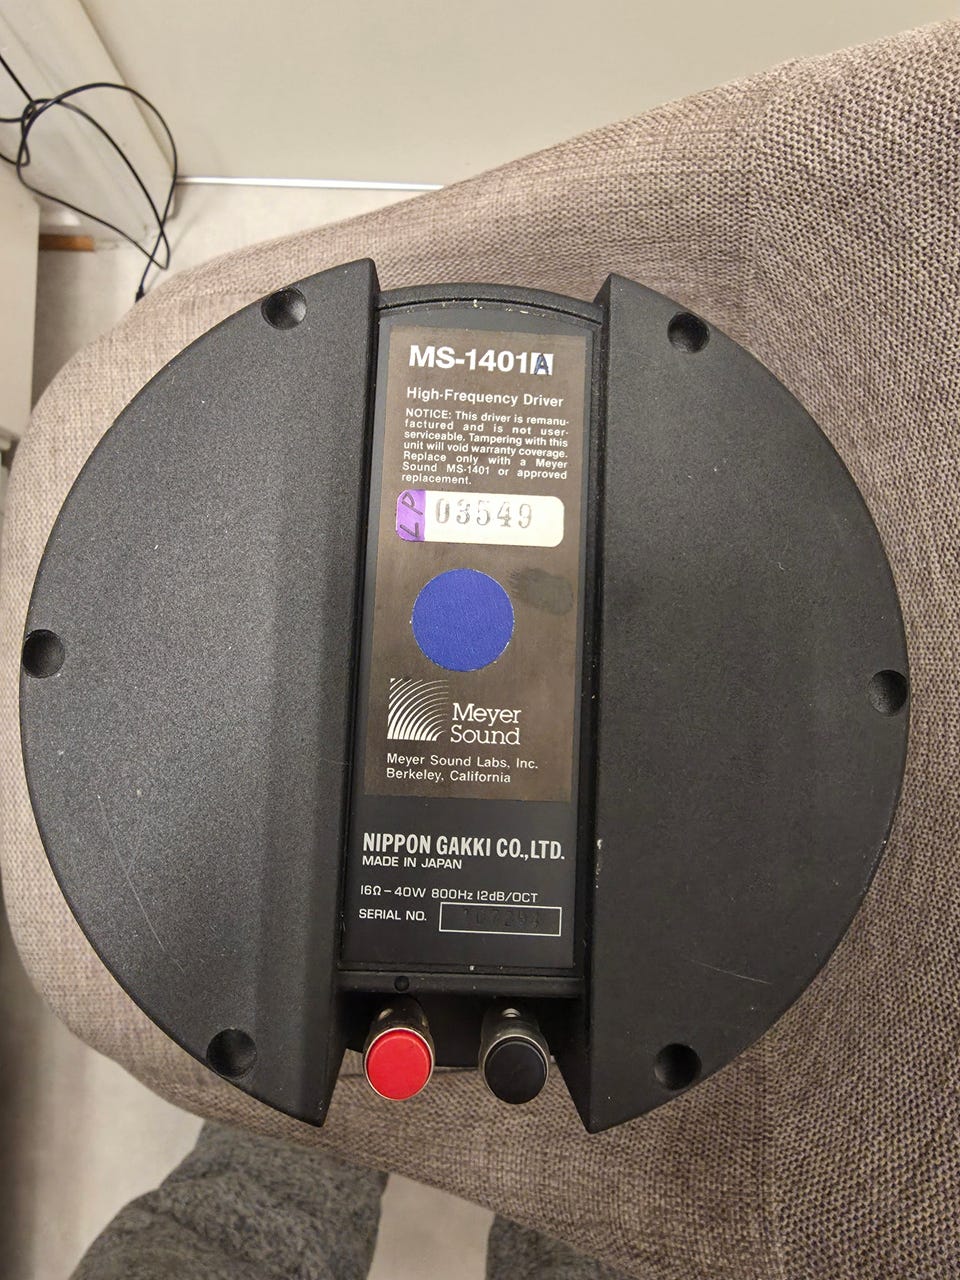 MS-1401A
High-Frequency Driver
NOTICE: This driver is remanu-
factured and is not user-
serviceable. Tampering with this
unit will void warranty coverage.
Replace only with a Meyer
Sound MS-1401 or approved
replacement.
LP 03549
Meyer
Sound
Meyer Sound Labs, Inc.
Berkeley, California
NIPPON GAKKI CO., LTD.
MADE IN JAPAN
16Ω – 40W 800Hz 12dB/OCT
SERIAL NO.